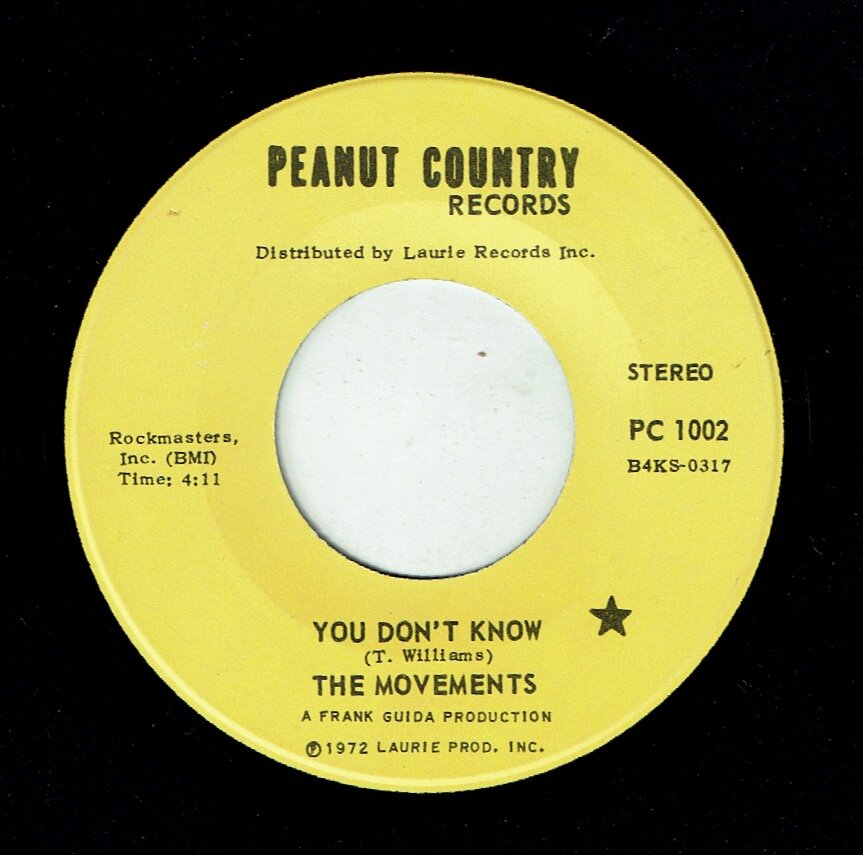 PEANUT COUNTRY
RECORDS
Distributed by Laurie Records Inc.
STEREO
PC 1002
B4KS-0317
Rockmasters,
Inc. (BMI)
Time: 4:11
YOU DON'T KNOW
(T. Williams)
THE MOVEMENTS
A FRANK GUIDA PRODUCTION
℗1972 LAURIE PROD. INC.